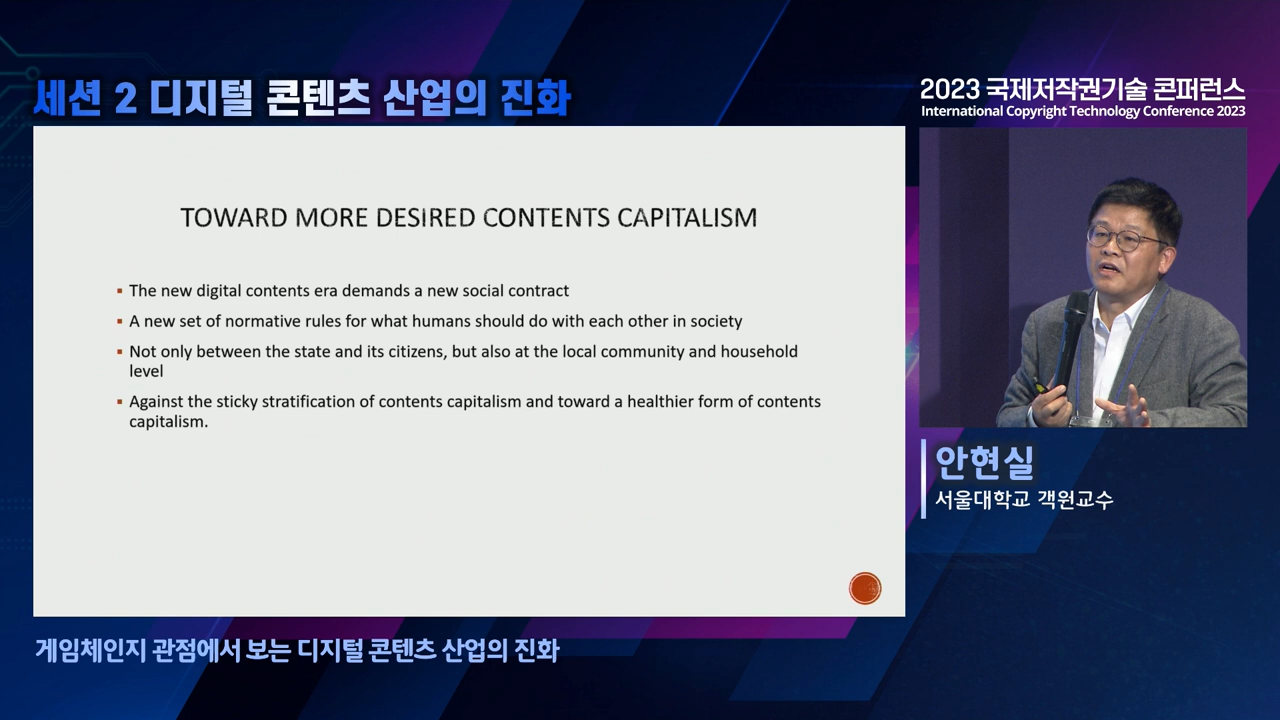 세션 2 디지털 콘텐츠 산업의 진화
2023 국제저작권기술 콘퍼런스
International Copyright Technology Conference 2023
TOWARD MORE DESIRED CONTENTS CAPITALISM
▪ The new digital contents era demands a new social contract
▪ A new set of normative rules for what humans should do with each other in society
▪ Not only between the state and its citizens, but also at the local community and household
level
▪ Against the sticky stratification of contents capitalism and toward a healthier form of contents
capitalism.
안현실
서울대학교 객원교수
게임체인지 관점에서 보는 디지털 콘텐츠 산업의 진화